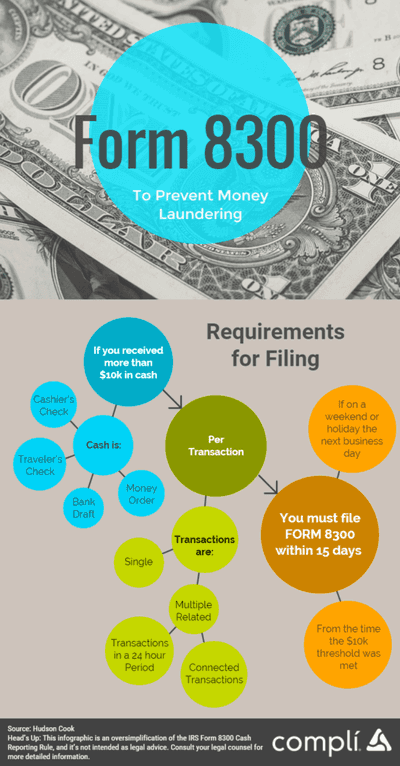 Form 8300
To Prevent Money
Laundering
Requirements
for Filing
If you received
more than
$10k in cash
Cash is:
Cashier's
Check
Traveler's
Check
Bank
Draft
Money
Order
Per
Transaction
Transactions
are:
Single
Multiple
Related
Transactions
in a 24 hour
Period
Connected
Transactions
If on a
weekend or
holiday the
next business
day
You must file
FORM 8300
within 15 days
From the time
the $10k
threshold was
met
Source: Hudson Cook
Head's Up: This infographic is an oversimplification of the IRS Form 8300 Cash
Reporting Rule, and it's not intended as legal advice. Consult your legal counsel for
more detailed information.
complí